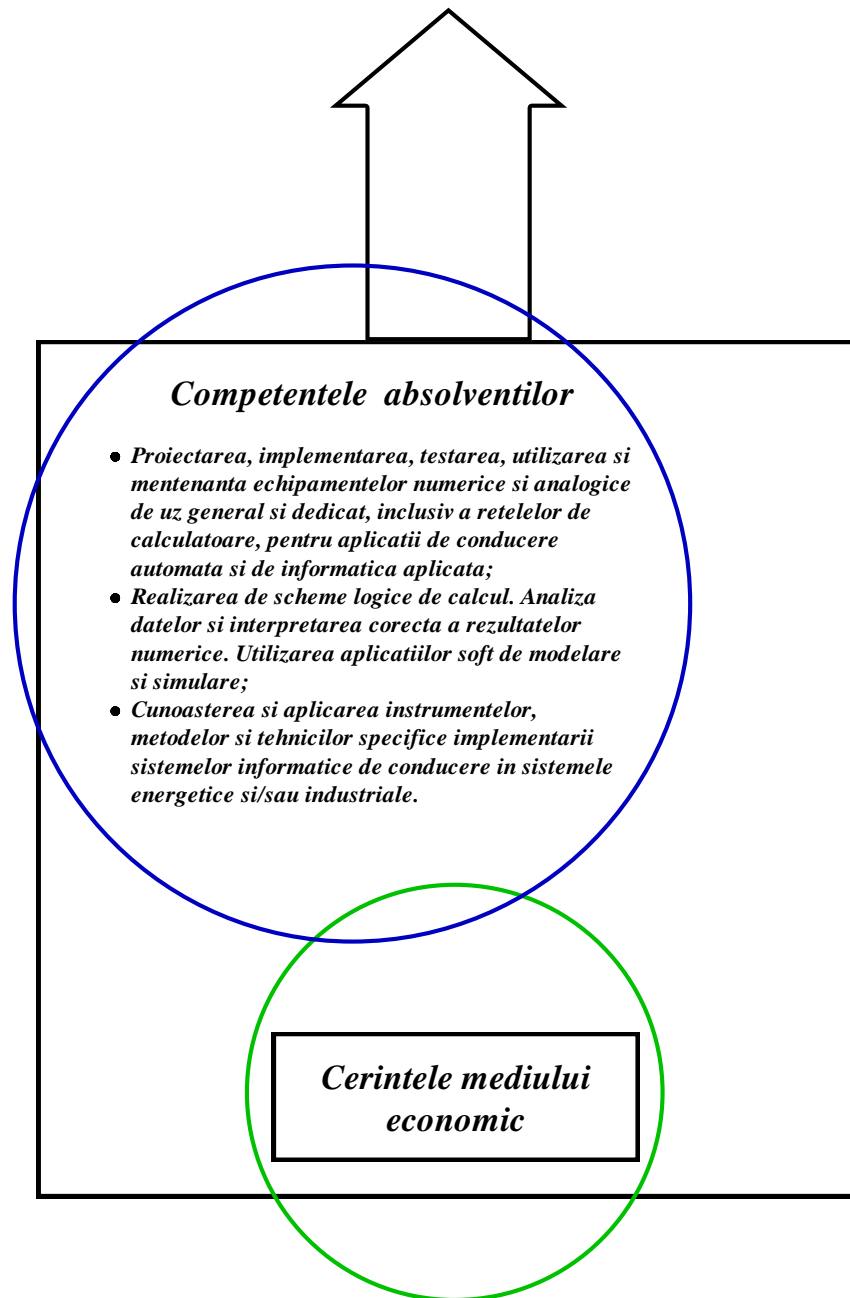 Competentele absolventilor
● Proiectarea, implementarea, testarea, utilizarea si
mentenanta echipamentelor numerice si analogice
de uz general si dedicat, inclusiv a retelelor de
calculatoare, pentru aplicatii de conducere
automata si de informatica aplicata;
● Realizarea de scheme logice de calcul. Analiza
datelor si interpretarea corecta a rezultatelor
numerice. Utilizarea aplicatiilor soft de modelare
si simulare;
● Cunoasterea si aplicarea instrumentelor,
metodelor si tehnicilor specifice implementarii
sistemelor informatice de conducere in sistemele
energetice si/sau industriale.
Cerintele mediului
economic